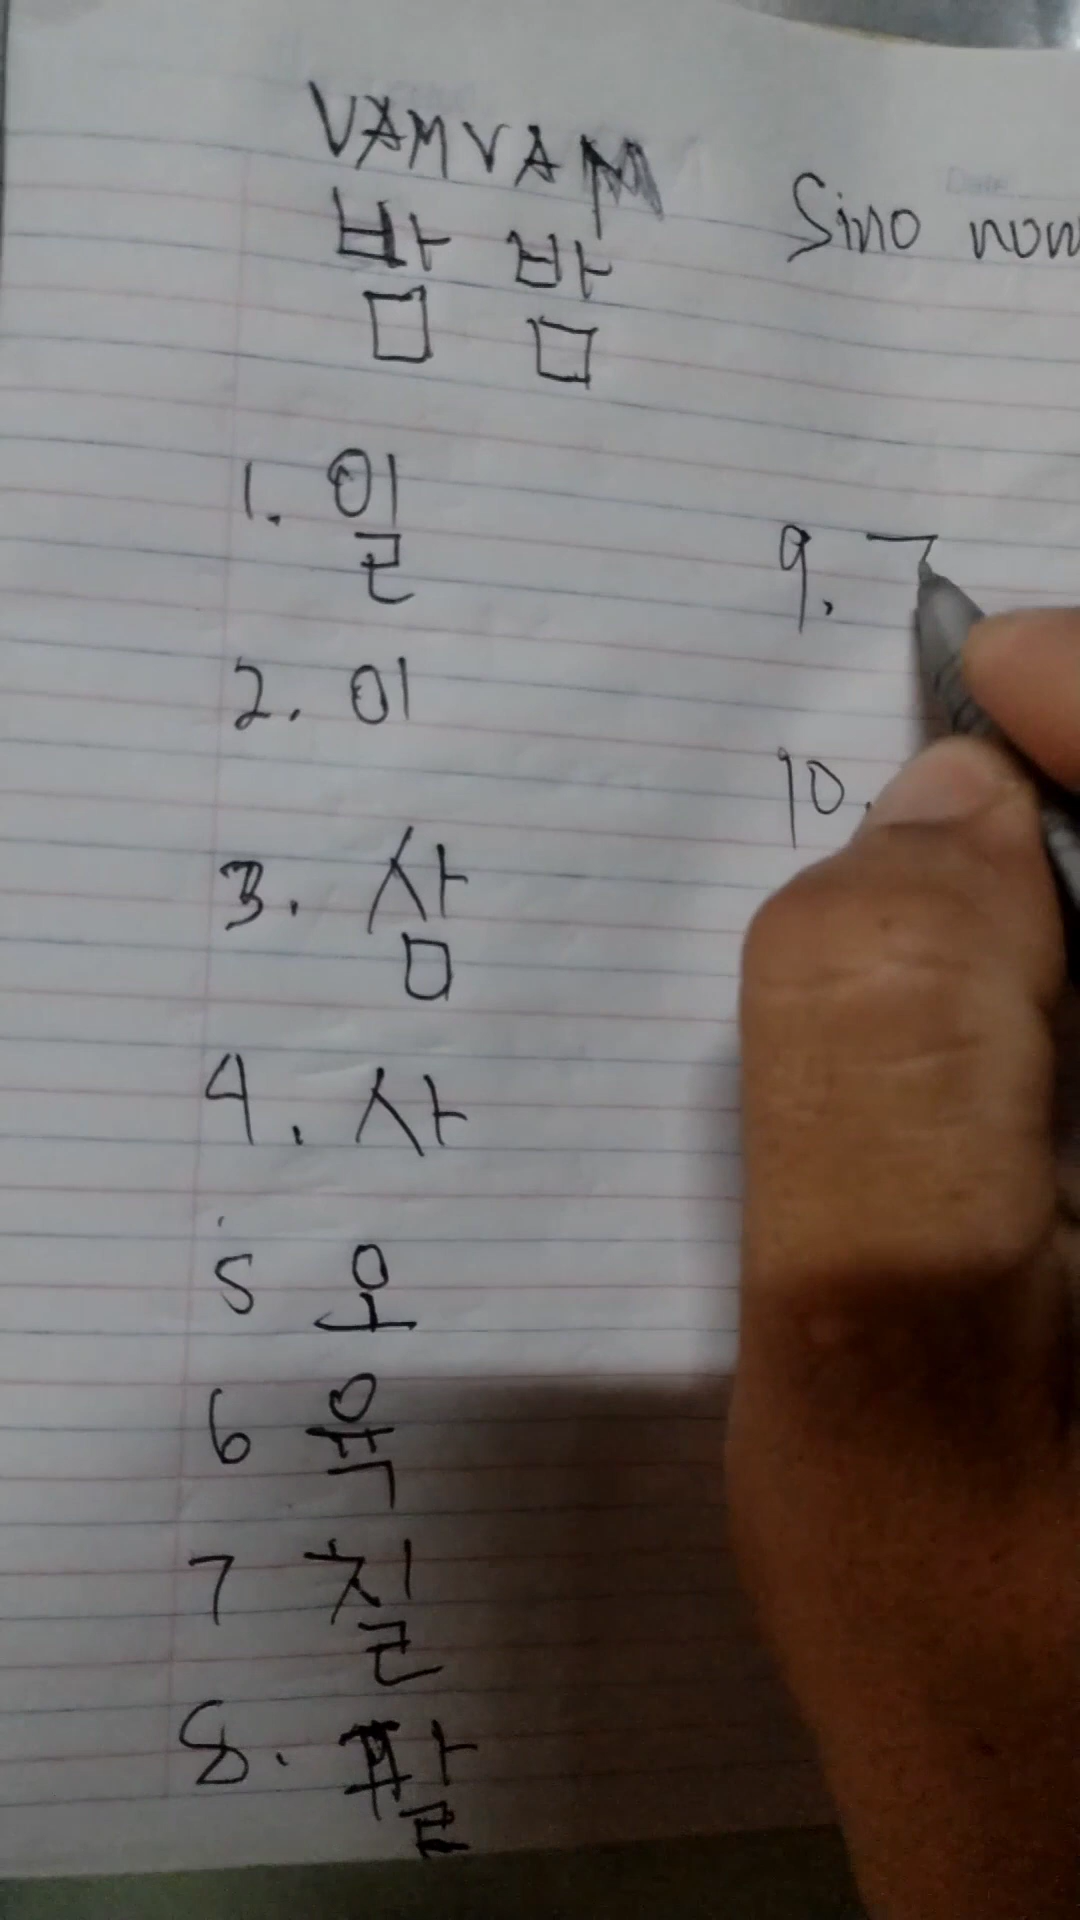 VAMVAM
밤 밤
Sino
1. 일
2. 이
3. 삼
4. 사
5 오
6 육
7 칠
8. 팔
9. ㄱ
10.